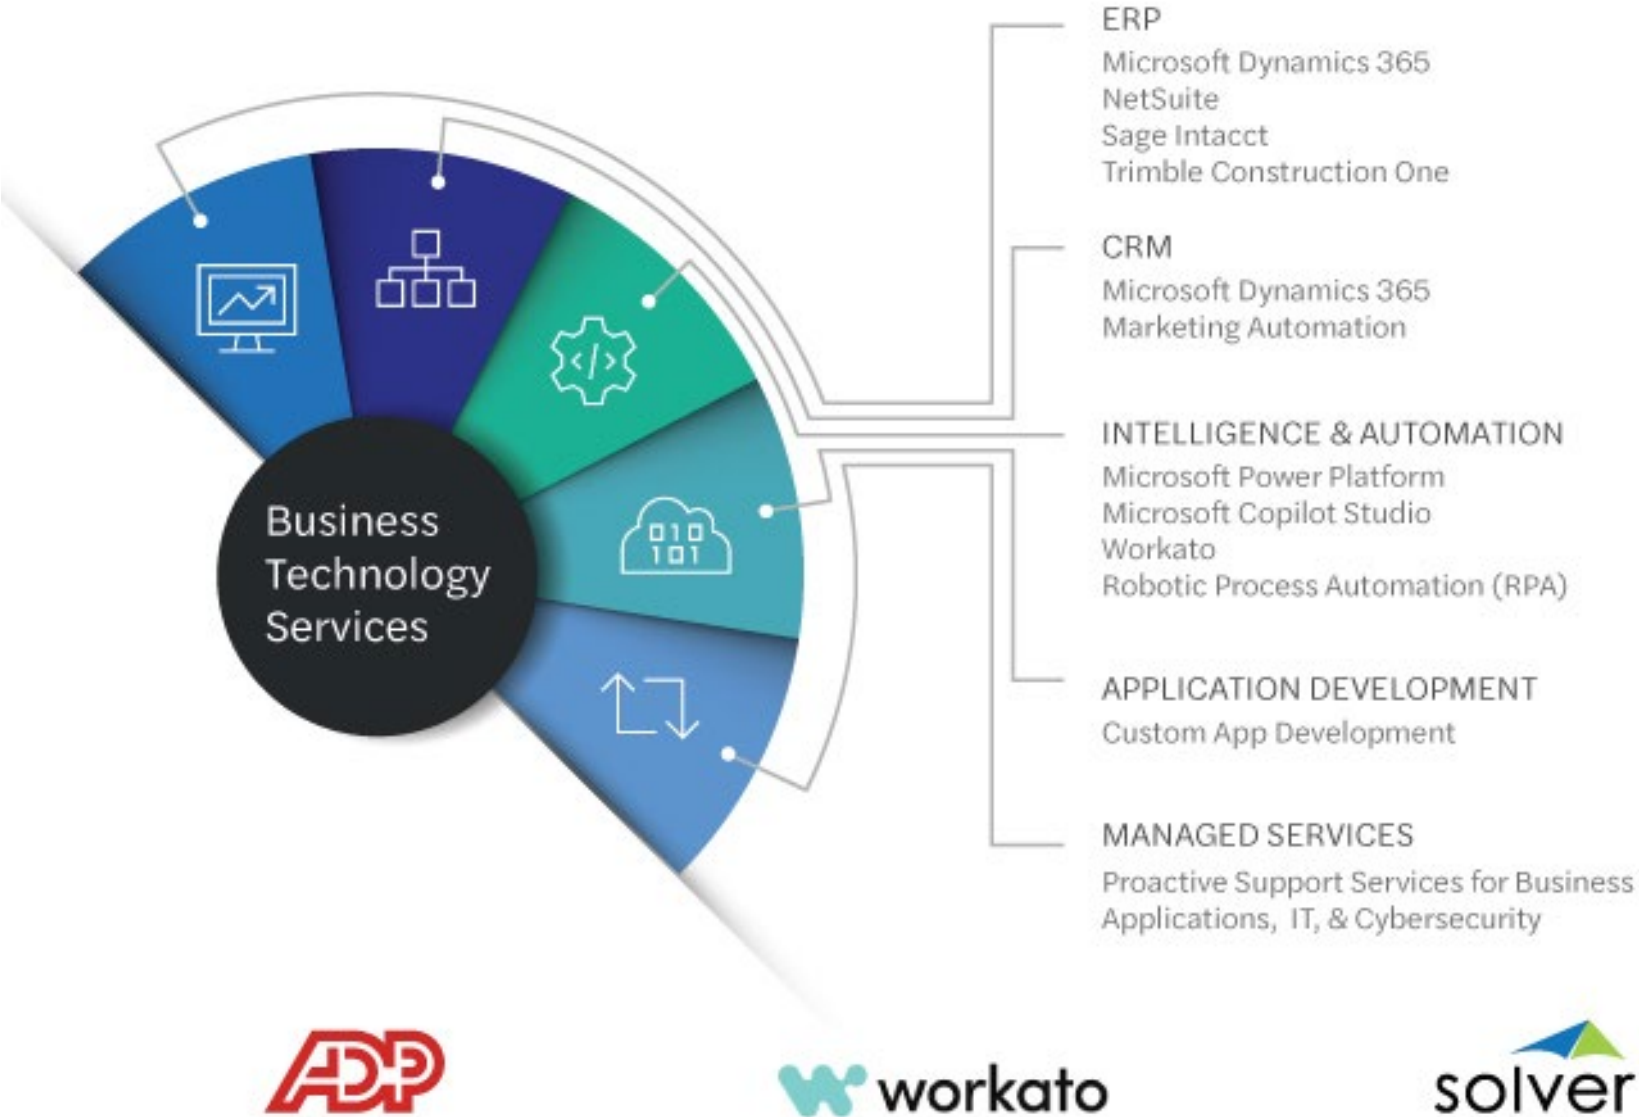 ERP
Microsoft Dynamics 365
NetSuite
Sage Intacct
Trimble Construction One
CRM
Microsoft Dynamics 365
Marketing Automation
INTELLIGENCE & AUTOMATION
Microsoft Power Platform
Microsoft Copilot Studio
Workato
Robotic Process Automation (RPA)
APPLICATION DEVELOPMENT
Custom App Development
MANAGED SERVICES
Proactive Support Services for Business
Applications, IT, & Cybersecurity
Business
Technology
Services
</>
010
101
ADP
workato
solver